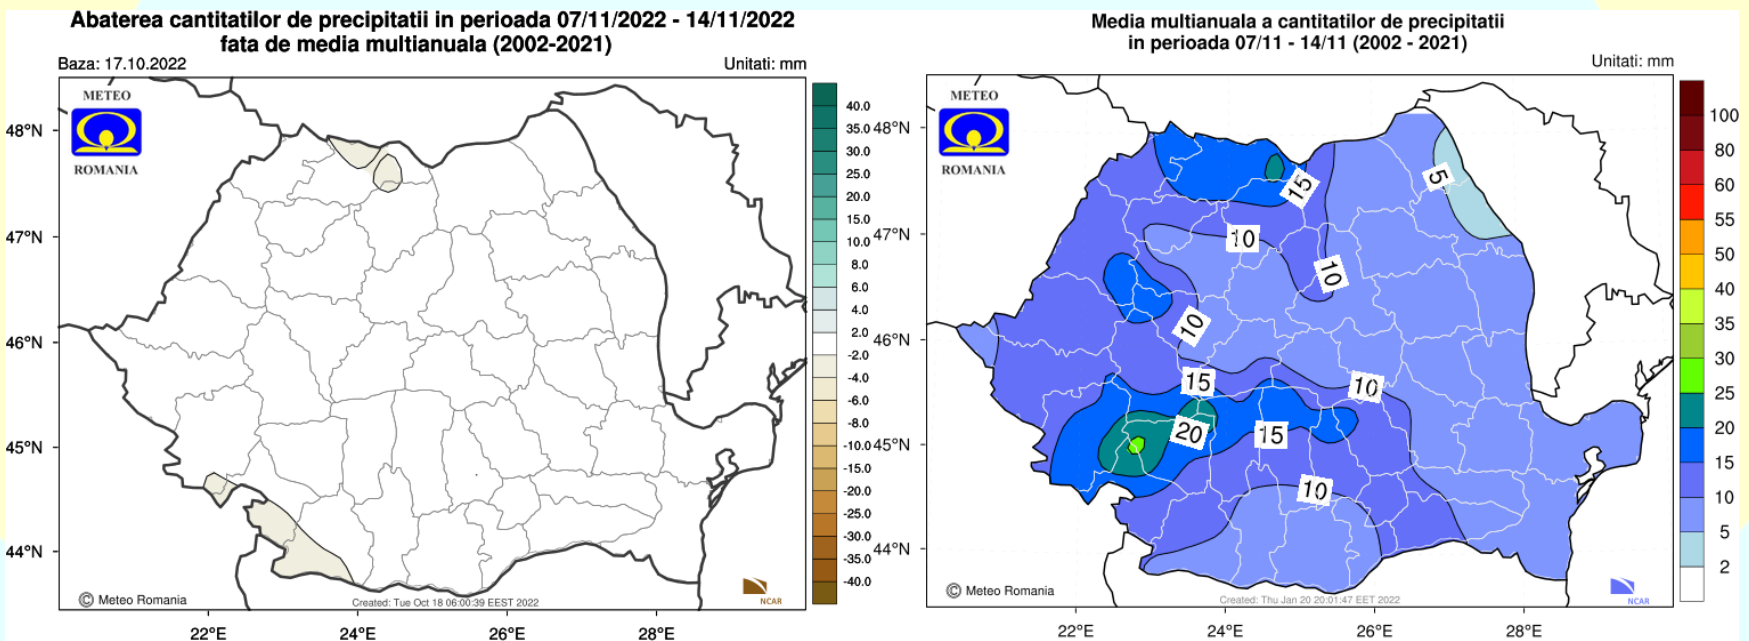 Abaterea cantitatilor de precipitatii in perioada 07/11/2022 - 14/11/2022
fata de media multianuala (2002-2021)
Baza: 17.10.2022
Unitati: mm
METEO
ROMANIA
48°N
47°N
46°N
45°N
44°N
22°E
24°E
26°E
28°E
40.0
35.0
30.0
25.0
20.0
15.0
10.0
8.0
6.0
4.0
2.0
-2.0
-4.0
-6.0
-8.0
-10.0
-15.0
-20.0
-25.0
-30.0
-35.0
-40.0
© Meteo Romania
Created: Tue Oct 18 06:00:39 EEST 2022
NCAR
Media multianuala a cantitatilor de precipitatii
in perioada 07/11 - 14/11 (2002 - 2021)
Unitati: mm
METEO
ROMANIA
48°N
47°N
46°N
45°N
44°N
22°E
24°E
26°E
28°E
5
15
10
10
10
15
10
20
15
10
100
80
60
55
50
40
35
30
25
20
15
10
5
2
© Meteo Romania
Created: Thu Jan 20 20:01:47 EET 2022
NCAR